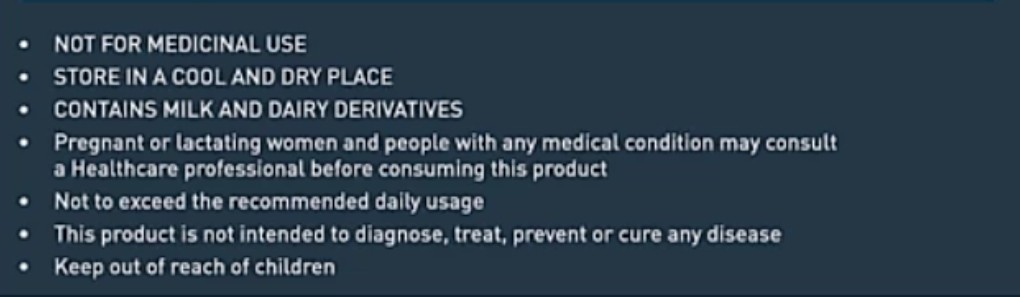 • NOT FOR MEDICINAL USE
• STORE IN A COOL AND DRY PLACE
• CONTAINS MILK AND DAIRY DERIVATIVES
• Pregnant or lactating women and people with any medical condition may consult
a Healthcare professional before consuming this product
• Not to exceed the recommended daily usage
• This product is not intended to diagnose, treat, prevent or cure any disease
• Keep out of reach of children